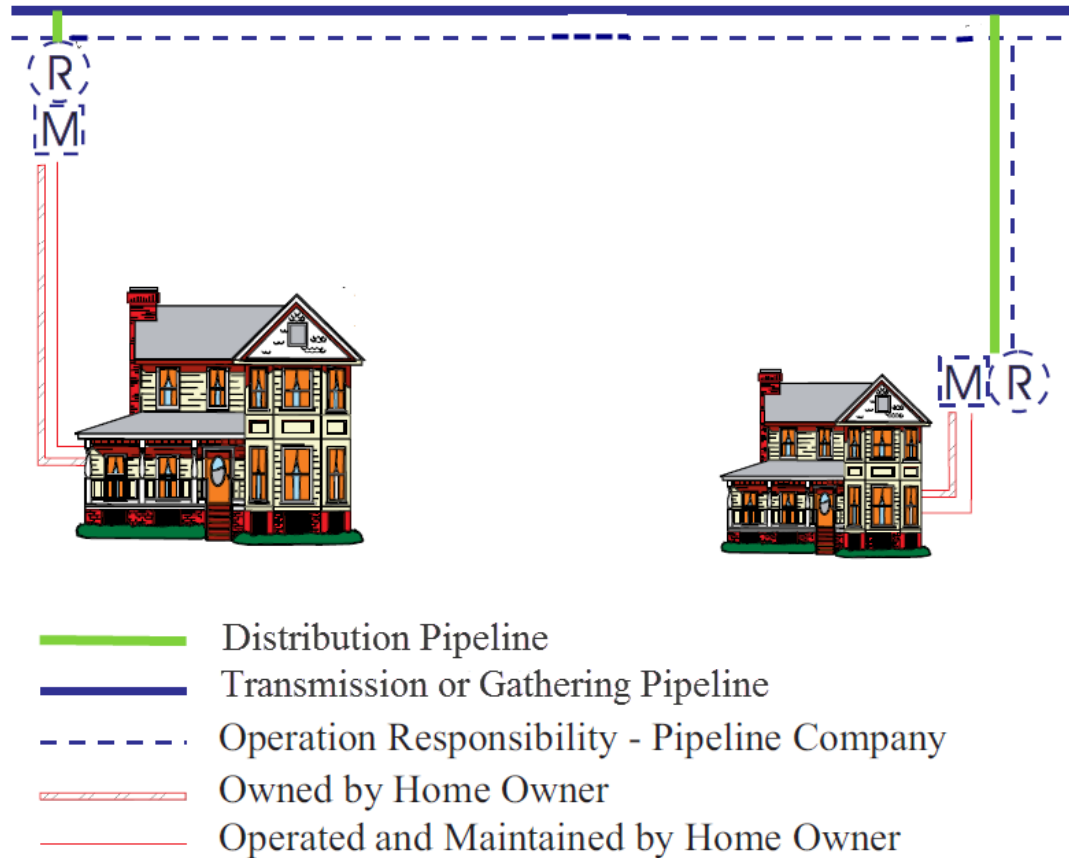 R
M
M R
Distribution Pipeline
Transmission or Gathering Pipeline
Operation Responsibility - Pipeline Company
Owned by Home Owner
Operated and Maintained by Home Owner